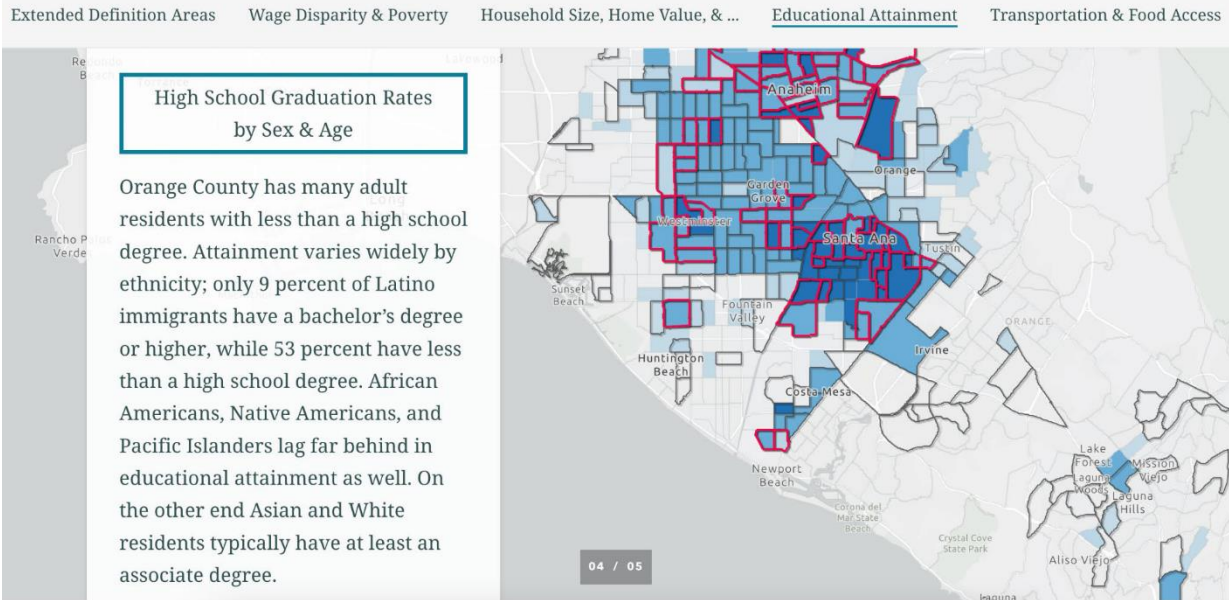 Extended Definition Areas
Wage Disparity & Poverty
Household Size, Home Value, & ...
Educational Attainment
Transportation & Food Access
High School Graduation Rates
by Sex & Age
Orange County has many adult
residents with less than a high school
degree. Attainment varies widely by
ethnicity; only 9 percent of Latino
immigrants have a bachelor’s degree
or higher, while 53 percent have less
than a high school degree. African
Americans, Native Americans, and
Pacific Islanders lag far behind in
educational attainment as well. On
the other end Asian and White
residents typically have at least an
associate degree.
Lakewood
Rancho
Verde
Long
Anaheim
Orange
Garden
Grove
Westminster
Santa Ana
Tustin
Sunset
Beach
Fountain
Valley
ORANGE
Huntington
Beach
Irvine
Costa Mesa
Newport
Beach
Lake
Forest
Mission
Viejo
Laguna
Woods
Laguna
Hills
Corona del
Mar State
Beach
Crystal Cove
State Park
Aliso Viejo
Laguna
04 / 05